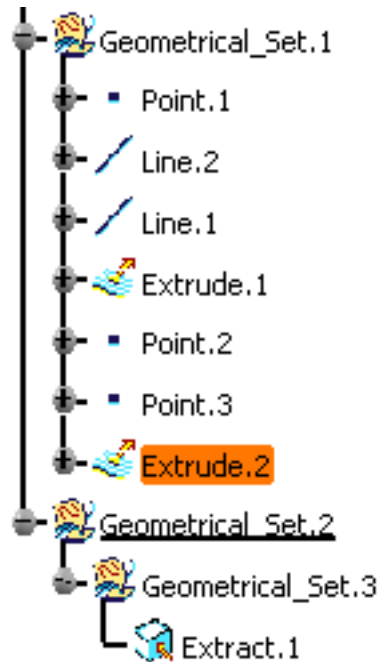 Geometrical_Set.1
Point.1
Line.2
Line.1
Extrude.1
Point.2
Point.3
Extrude.2
Geometrical_Set.2
Geometrical_Set.3
Extract.1